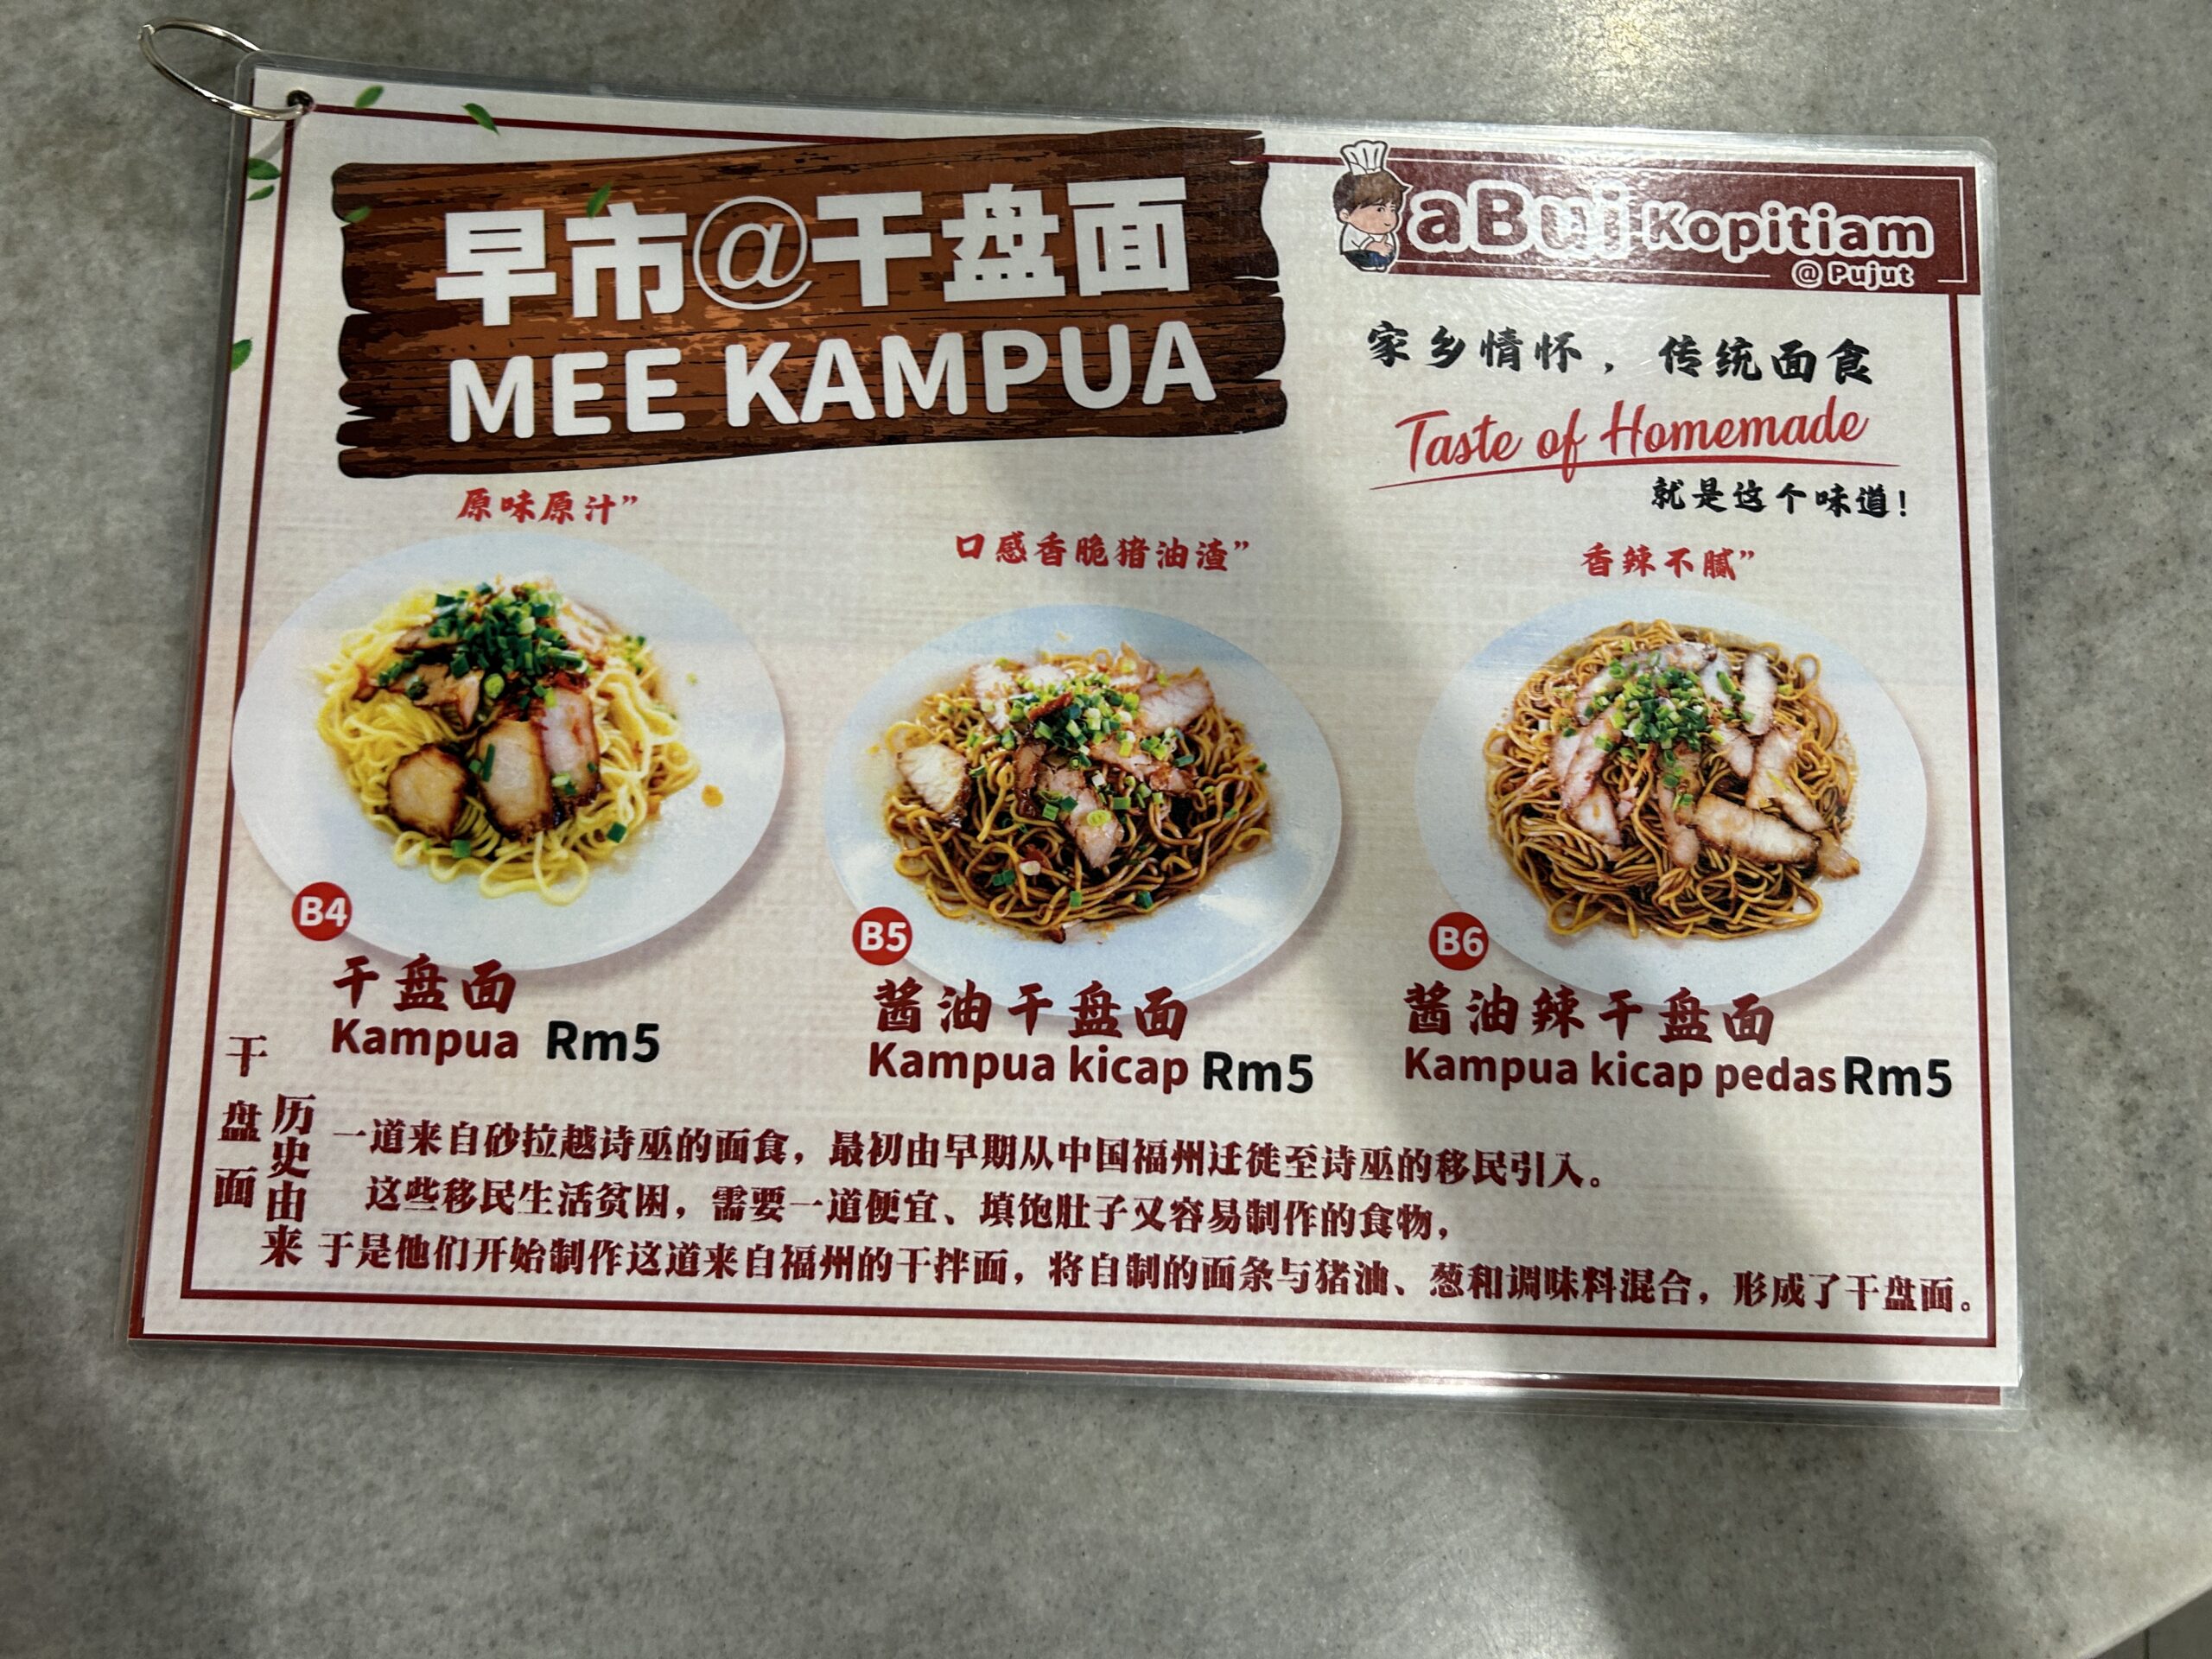 早市@干盘面
MEE KAMPUA
aBui Kopitiam
@ Pujut
家乡情怀，传统面食
Taste of Homemade
就是这个味道！
原味原汁”
口感香脆猪油渣”
香辣不腻”
B4
干盘面
Kampua Rm5
B5
酱油干盘面
Kampua kicap Rm5
B6
酱油辣干盘面
Kampua kicap pedas Rm5
干盘面
历史由来
一道来自砂拉越诗巫的面食，最初由早期从中国福州迁徙至诗巫的移民引入。
这些移民生活贫困，需要一道便宜、填饱肚子又容易制作的食物，
于是他们开始制作这道来自福州的干拌面，将自制的面条与猪油、葱和调味料混合，形成了干盘面。